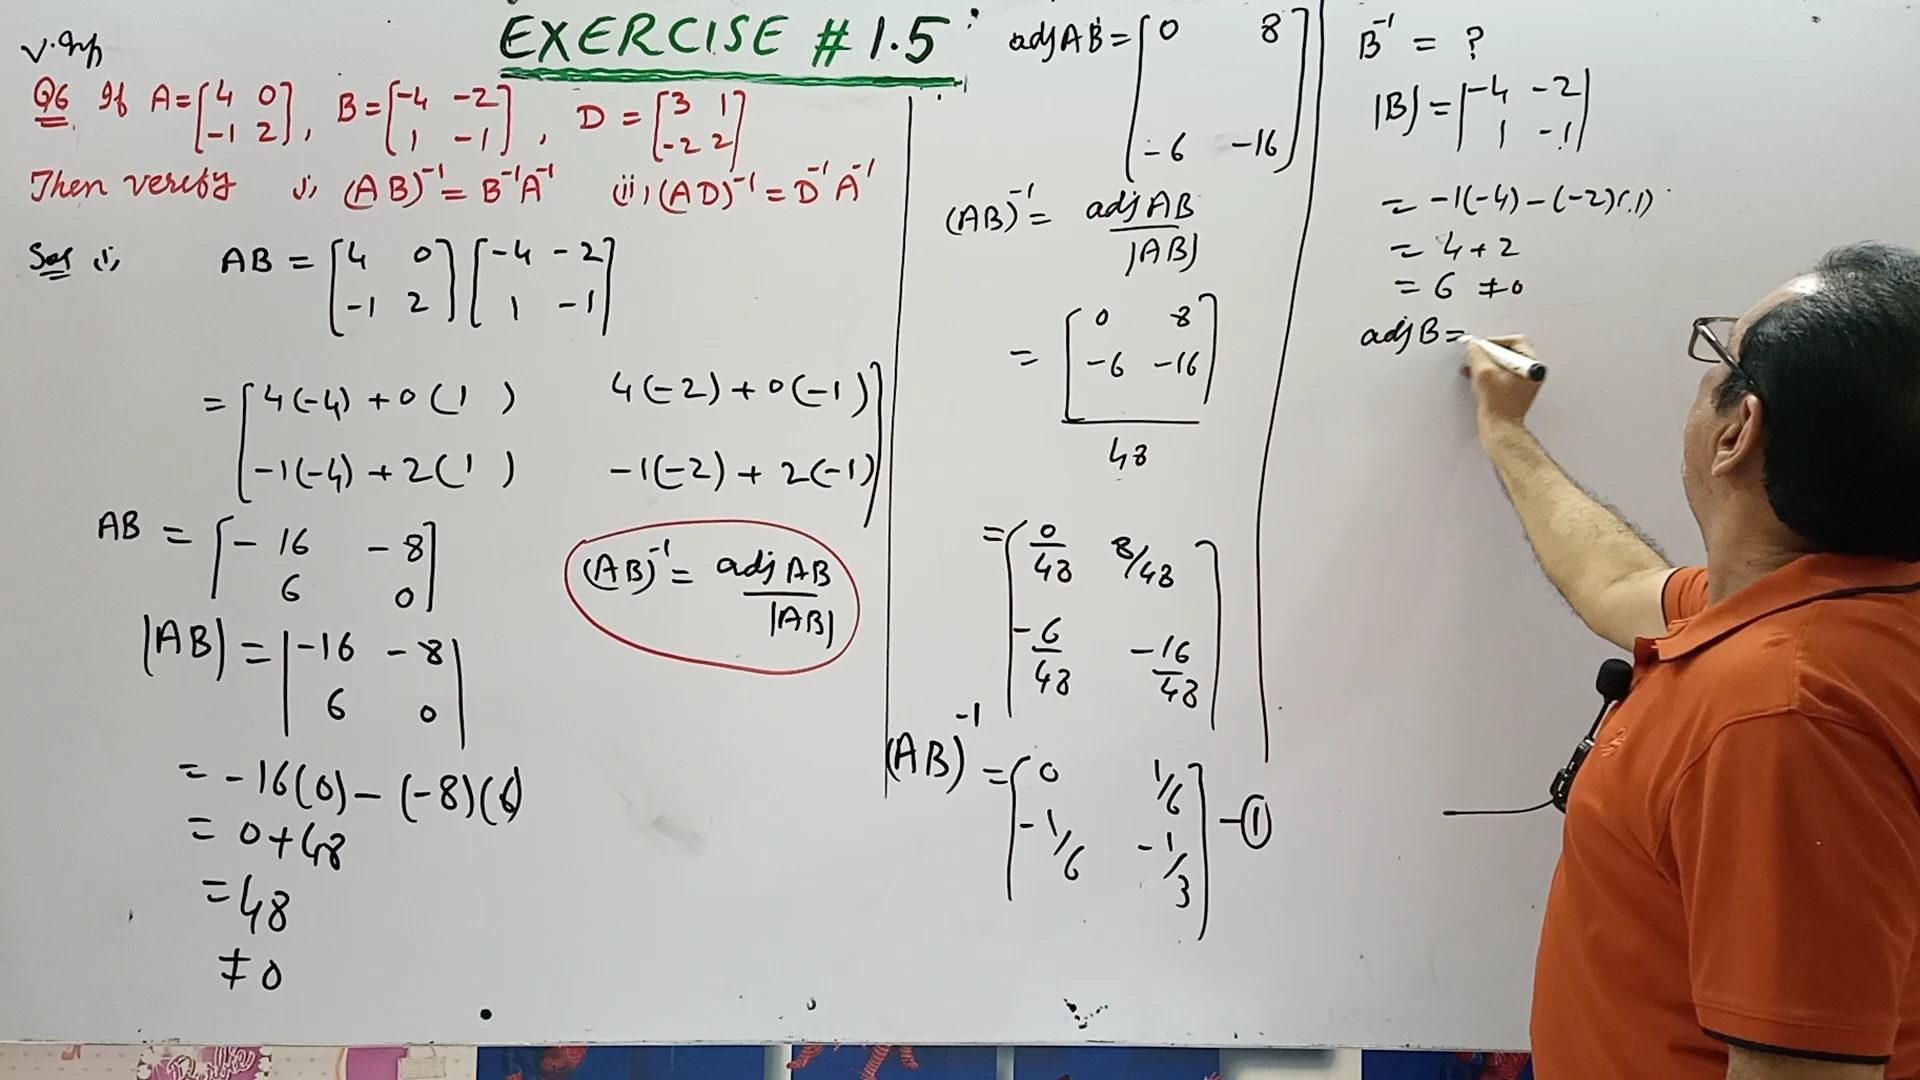 EXERCISE # 1.5
V.Imp
Q6 If A = [4 0 / -1 2], B = [-4 -2 / 1 -1], D = [3 1 / -2 2]
Then verify i, (AB)⁻¹ = B⁻¹A⁻¹ (ii, (AD)⁻¹ = D⁻¹A⁻¹
Sol i, AB = [4 0 / -1 2] [-4 -2 / 1 -1]
= [4(-4) + 0(1) 4(-2) + 0(-1)
-1(-4) + 2(1) -1(-2) + 2(-1)]
AB = [-16 -8
6 0]
|AB| = |-16 -8
6 0|
= -16(0) - (-8)(6)
= 0+48
= 48
≠ 0
(AB)⁻¹ = adj AB / |AB|
adj AB = [0 8
-6 -16]
(AB)⁻¹ = adj AB / |AB|
= [0 8 / -6 -16]
48
= [0/48 8/48
-6/48 -16/48]
(AB)⁻¹ = [0 1/6
-1/6 -1/3] - ①
B⁻¹ = ?
|B| = |-4 -2
1 -1|
= -1(-4) - (-2)(1)
= 4 + 2
= 6 ≠ 0
adj B =